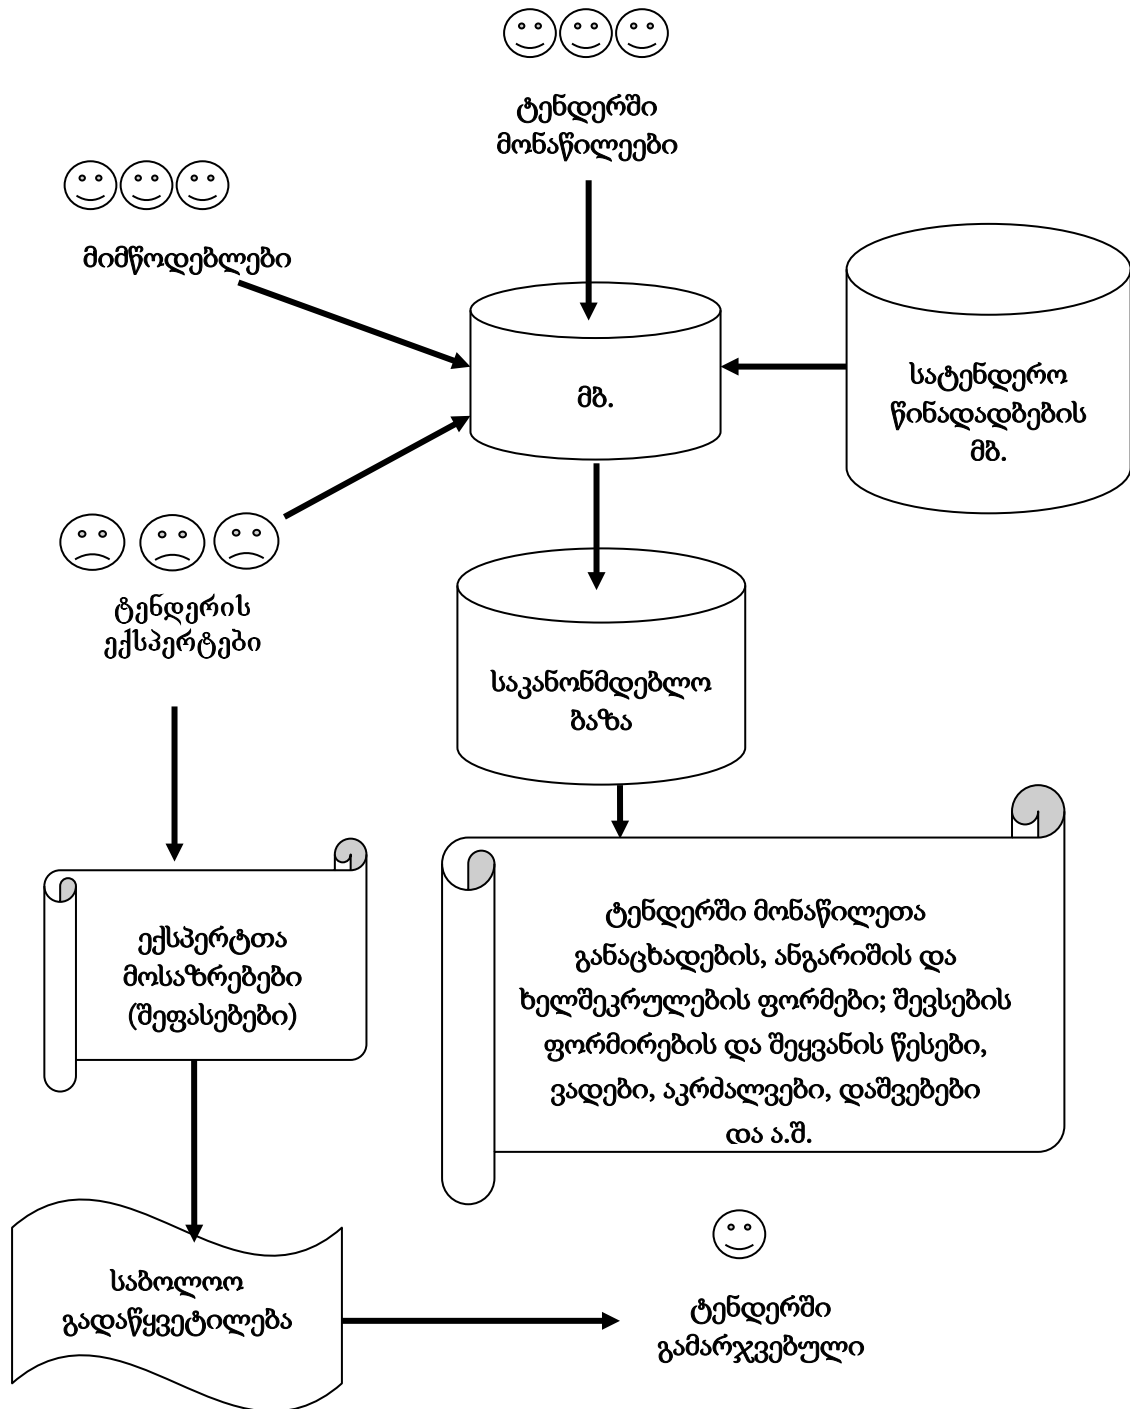 ტენდერში
მონაწილეები
მიმწოდებლები
მბ.
სატენდერო
წინადადბების
მბ.
ტენდერის
ექსპერტები
საკანონმდებლო
ბაზა
ექსპერტთა
მოსაზრებები
(შეფასებები)
ტენდერში მონაწილეთა
განაცხადების, ანგარიშის და
ხელშეკრულების ფორმები; შევსების
ფორმირების და შეყვანის წესები,
ვადები, აკრძალვები, დაშვებები
და ა.შ.
საბოლოო
გადაწყვეტილება
ტენდერში
გამარჯვებული